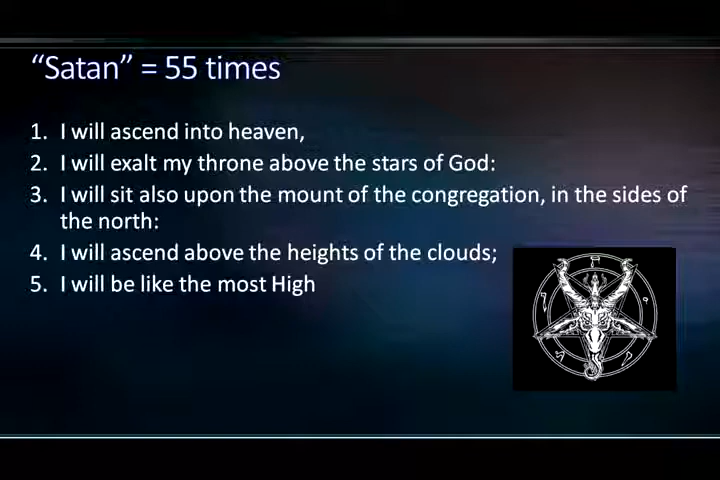 “Satan” = 55 times
1. I will ascend into heaven,
2. I will exalt my throne above the stars of God:
3. I will sit also upon the mount of the congregation, in the sides of
the north:
4. I will ascend above the heights of the clouds;
5. I will be like the most High